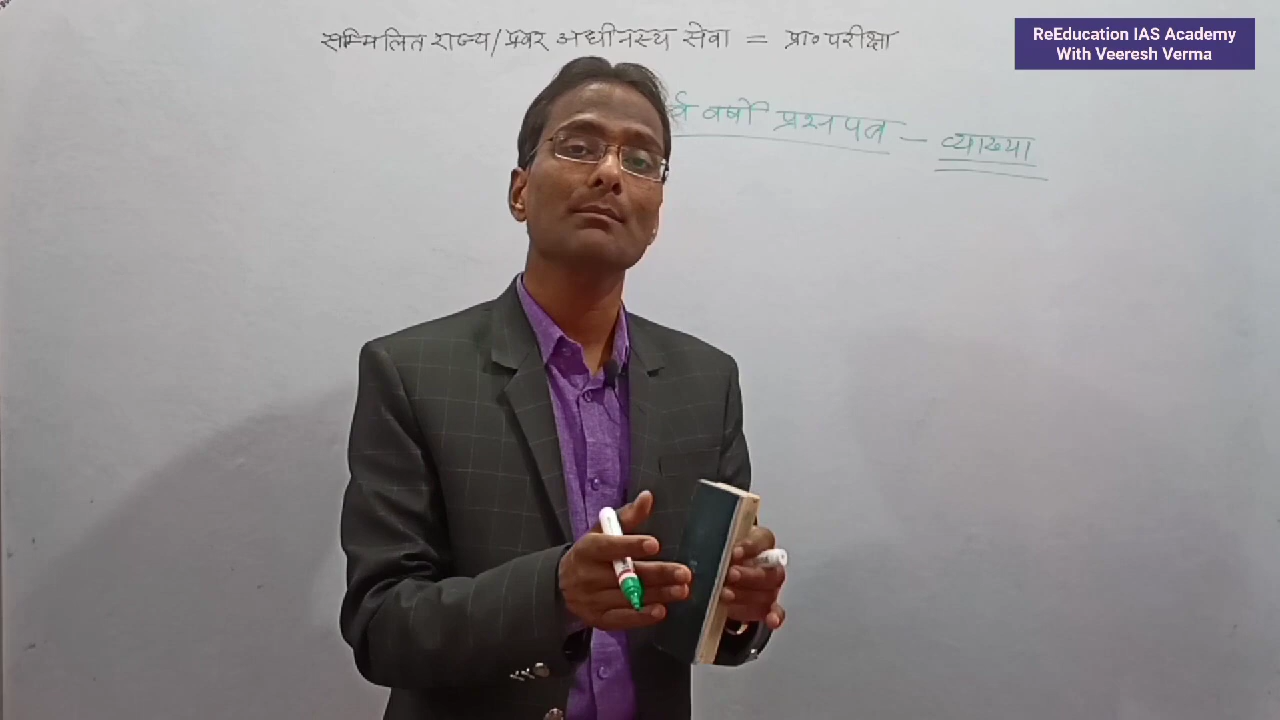 सम्मिलित राज्य/प्रवर अधीनस्थ सेवा = प्रा॰ परीक्षा
ReEducation IAS Academy
With Veeresh Verma
वर्षों प्रश्नपत्र - व्याख्या